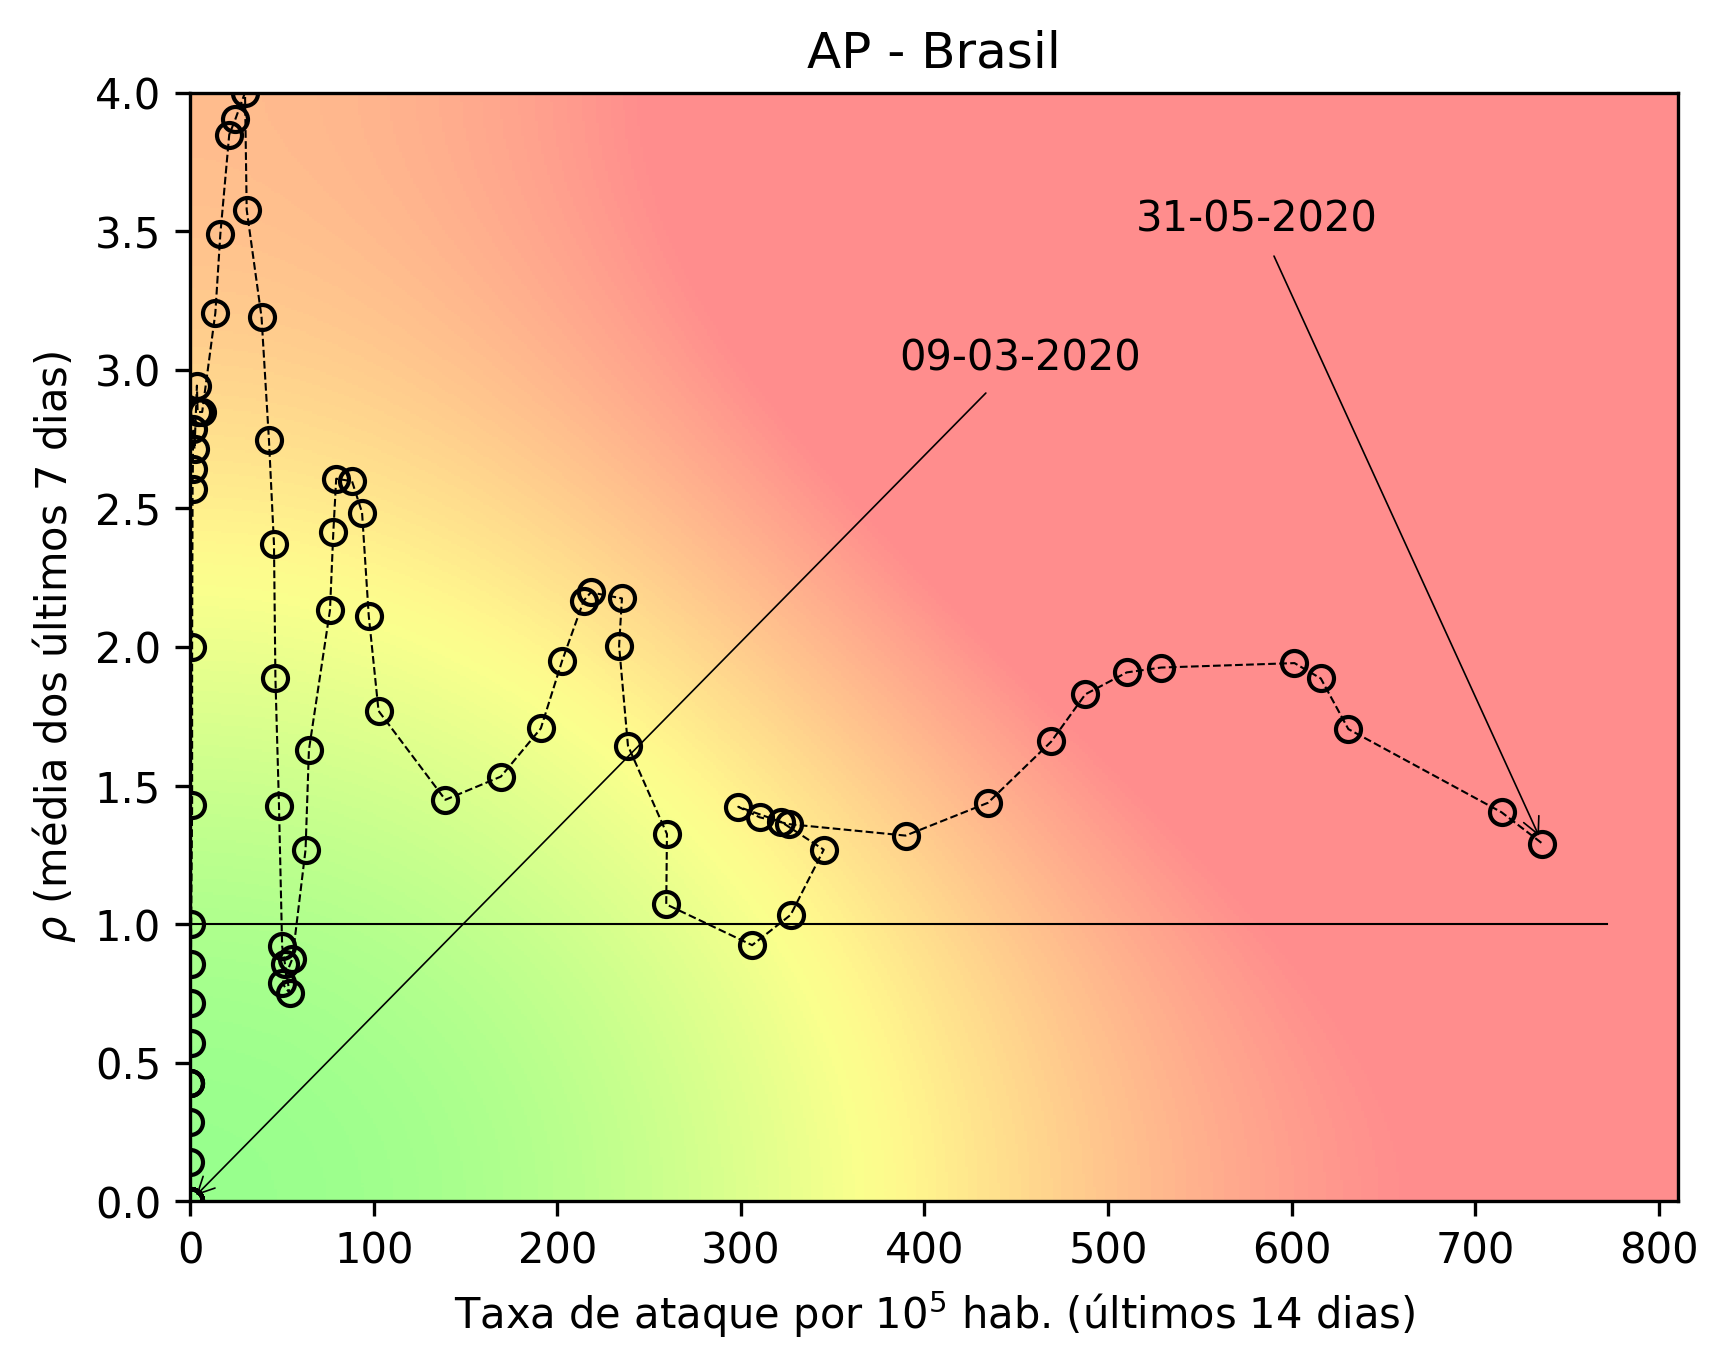 AP - Brasil
4.0
3.5
3.0
2.5
2.0
1.5
1.0
0.5
0.0
ρ (média dos últimos 7 dias)
31-05-2020
09-03-2020
0 100 200 300 400 500 600 700 800
Taxa de ataque por 10⁵ hab. (últimos 14 dias)